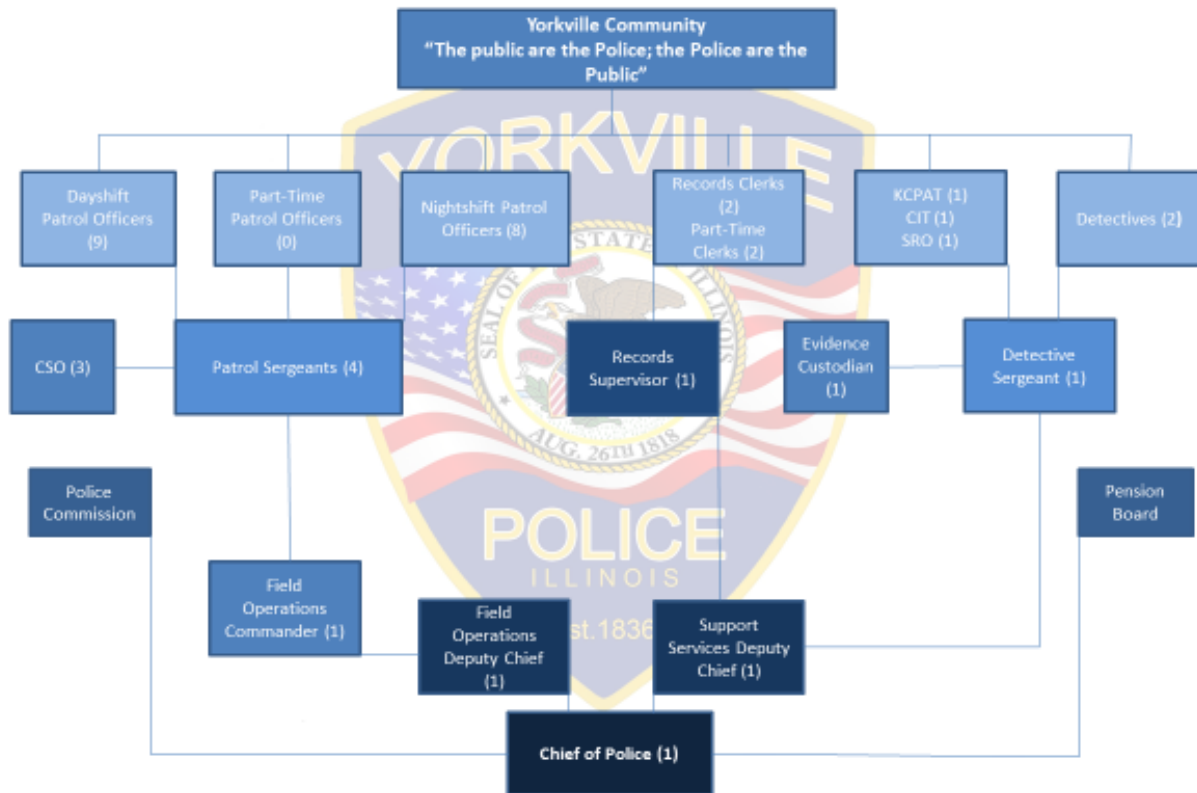 Yorkville Community
“The public are the Police; the Police are the
Public”
YORKVILLE
Dayshift
Patrol Officers
(9)
Part-Time
Patrol Officers
(0)
Nightshift Patrol
Officers (8)
Records Clerks
(2)
Part-Time
Clerks (2)
KCPAT (1)
CIT (1)
SRO (1)
Detectives (2)
SEAL OF STATE ILLINOIS
CSO (3)
Patrol Sergeants (4)
Records
Supervisor (1)
Evidence
Custodian
(1)
Detective
Sergeant (1)
AUG. 26TH 1818
Police
Commission
Pension
Board
POLICE
ILLINOIS
Field
Operations
Commander (1)
Field
Operations
Deputy Chief
(1)
st.1836
Support
Services Deputy
Chief (1)
Chief of Police (1)